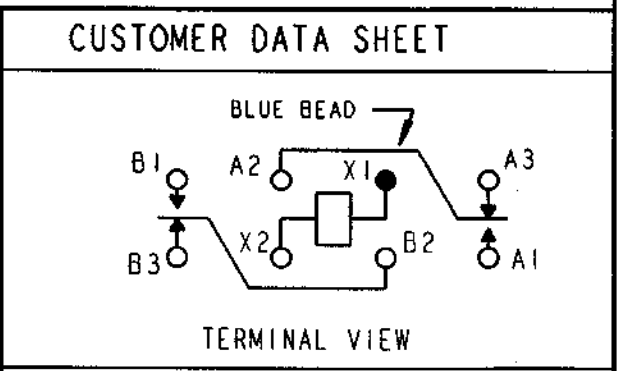 CUSTOMER DATA SHEET
BLUE BEAD
B1 A2 X1 A3
B3 X2 B2 A1
TERMINAL VIEW